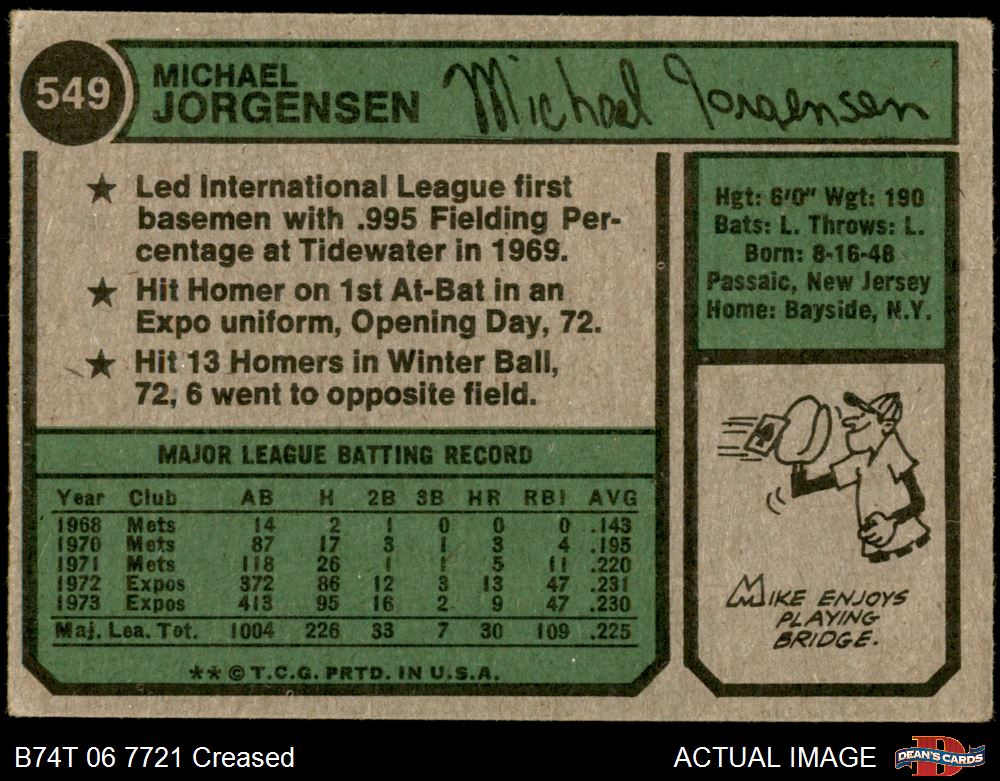 549
MICHAEL
JORGENSEN
Michael Jorgensen
★ Led International League first
basemen with .995 Fielding Per-
centage at Tidewater in 1969.
★ Hit Homer on 1st At-Bat in an
Expo uniform, Opening Day, 72.
★ Hit 13 Homers in Winter Ball,
72, 6 went to opposite field.
Hgt: 6'0" Wgt: 190
Bats: L. Throws: L.
Born: 8-16-48
Passaic, New Jersey
Home: Bayside, N.Y.
MAJOR LEAGUE BATTING RECORD
Year Club AB H 2B 3B HR RBI AVG
1968 Mets 14 2 1 0 0 0 .143
1970 Mets 87 17 3 1 3 4 .195
1971 Mets 118 26 1 1 5 11 .220
1972 Expos 372 86 12 3 13 47 .231
1973 Expos 413 95 16 2 9 47 .230
Maj. Lea. Tot. 1004 226 33 7 30 109 .225
** © T.C.G. PRTD. IN U.S.A.
MIKE ENJOYS
PLAYING
BRIDGE.
B74T 06 7721 Creased
ACTUAL IMAGE
D
DEAN'S CARDS